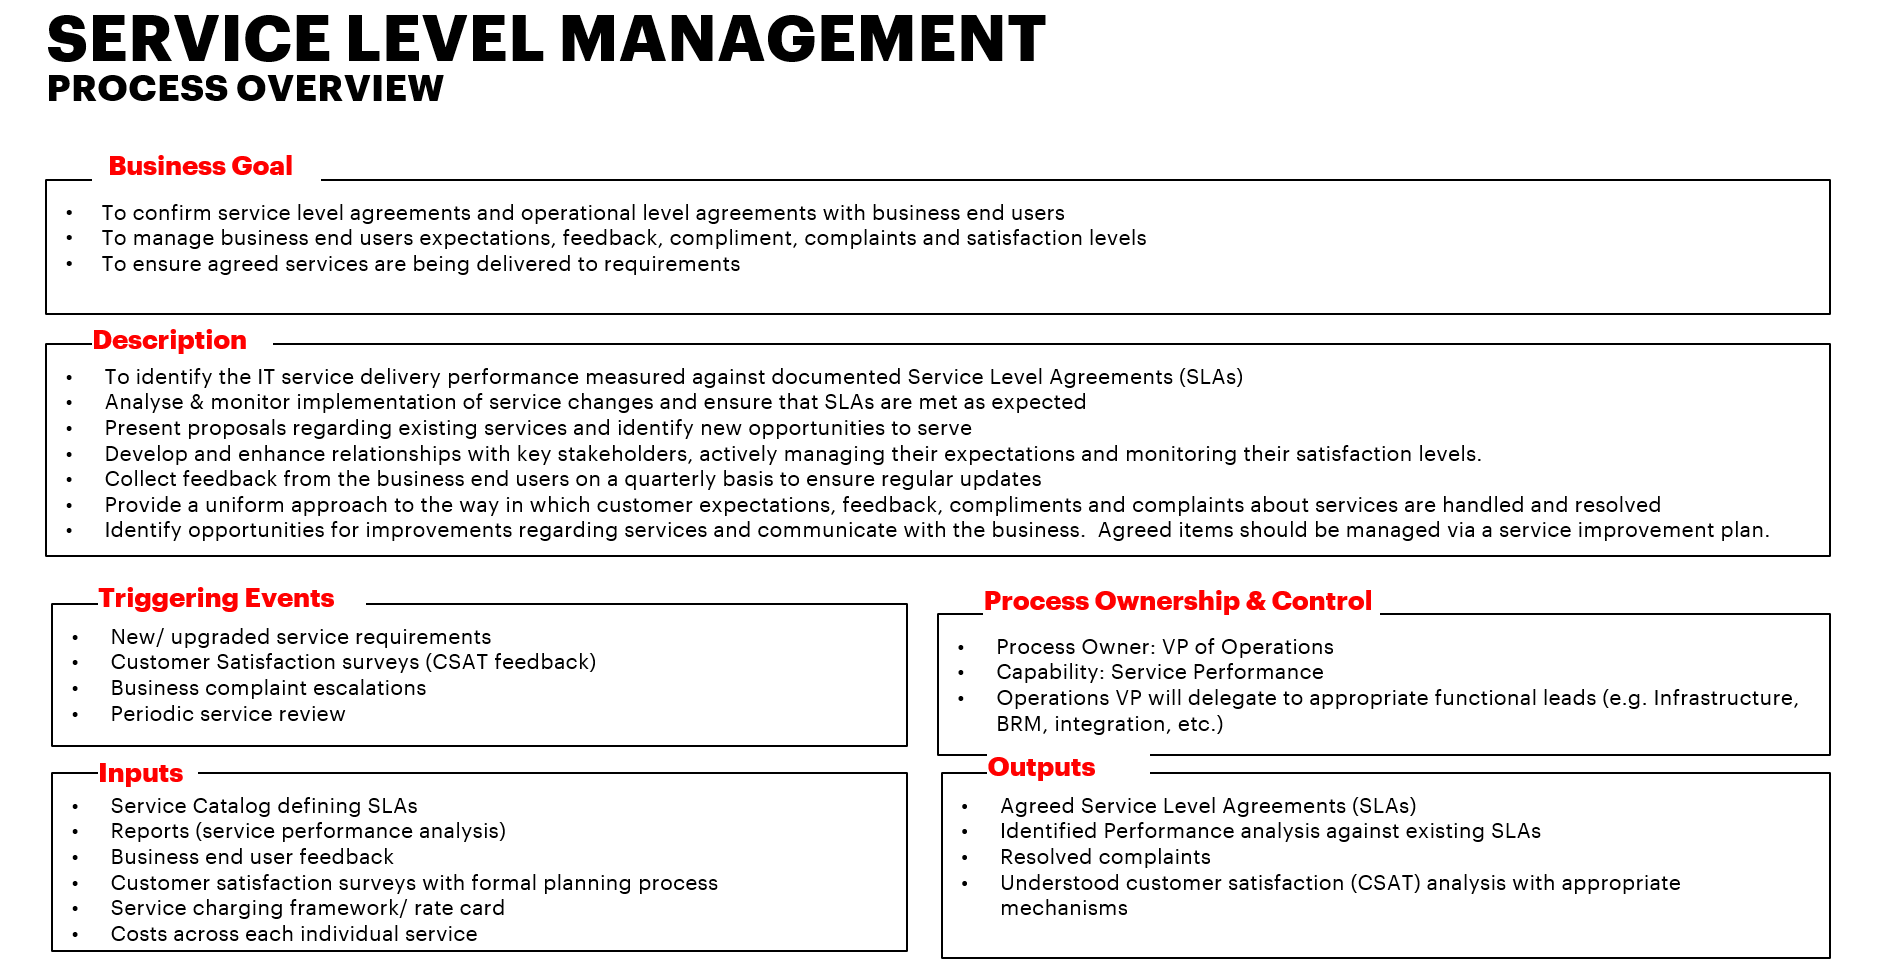 SERVICE LEVEL MANAGEMENT
PROCESS OVERVIEW
Business Goal
• To confirm service level agreements and operational level agreements with business end users
• To manage business end users expectations, feedback, compliment, complaints and satisfaction levels
• To ensure agreed services are being delivered to requirements
Description
• To identify the IT service delivery performance measured against documented Service Level Agreements (SLAs)
• Analyse & monitor implementation of service changes and ensure that SLAs are met as expected
• Present proposals regarding existing services and identify new opportunities to serve
• Develop and enhance relationships with key stakeholders, actively managing their expectations and monitoring their satisfaction levels.
• Collect feedback from the business end users on a quarterly basis to ensure regular updates
• Provide a uniform approach to the way in which customer expectations, feedback, compliments and complaints about services are handled and resolved
• Identify opportunities for improvements regarding services and communicate with the business.  Agreed items should be managed via a service improvement plan.
Triggering Events
• New/ upgraded service requirements
• Customer Satisfaction surveys (CSAT feedback)
• Business complaint escalations
• Periodic service review
Process Ownership & Control
• Process Owner: VP of Operations
• Capability: Service Performance
• Operations VP will delegate to appropriate functional leads (e.g. Infrastructure,
BRM, integration, etc.)
Inputs
• Service Catalog defining SLAs
• Reports (service performance analysis)
• Business end user feedback
• Customer satisfaction surveys with formal planning process
• Service charging framework/ rate card
• Costs across each individual service
Outputs
• Agreed Service Level Agreements (SLAs)
• Identified Performance analysis against existing SLAs
• Resolved complaints
• Understood customer satisfaction (CSAT) analysis with appropriate
mechanisms